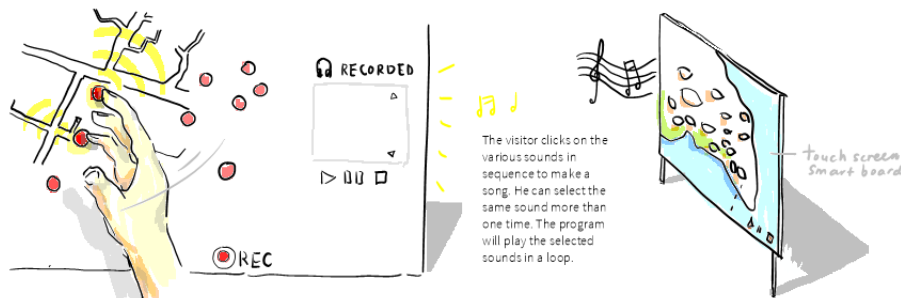 RECORDED
REC
The visitor clicks on the
various sounds in
sequence to make a
song. He can select the
same sound more than
one time. The program
will play the selected
sounds in a loop.
touch screen
smart board